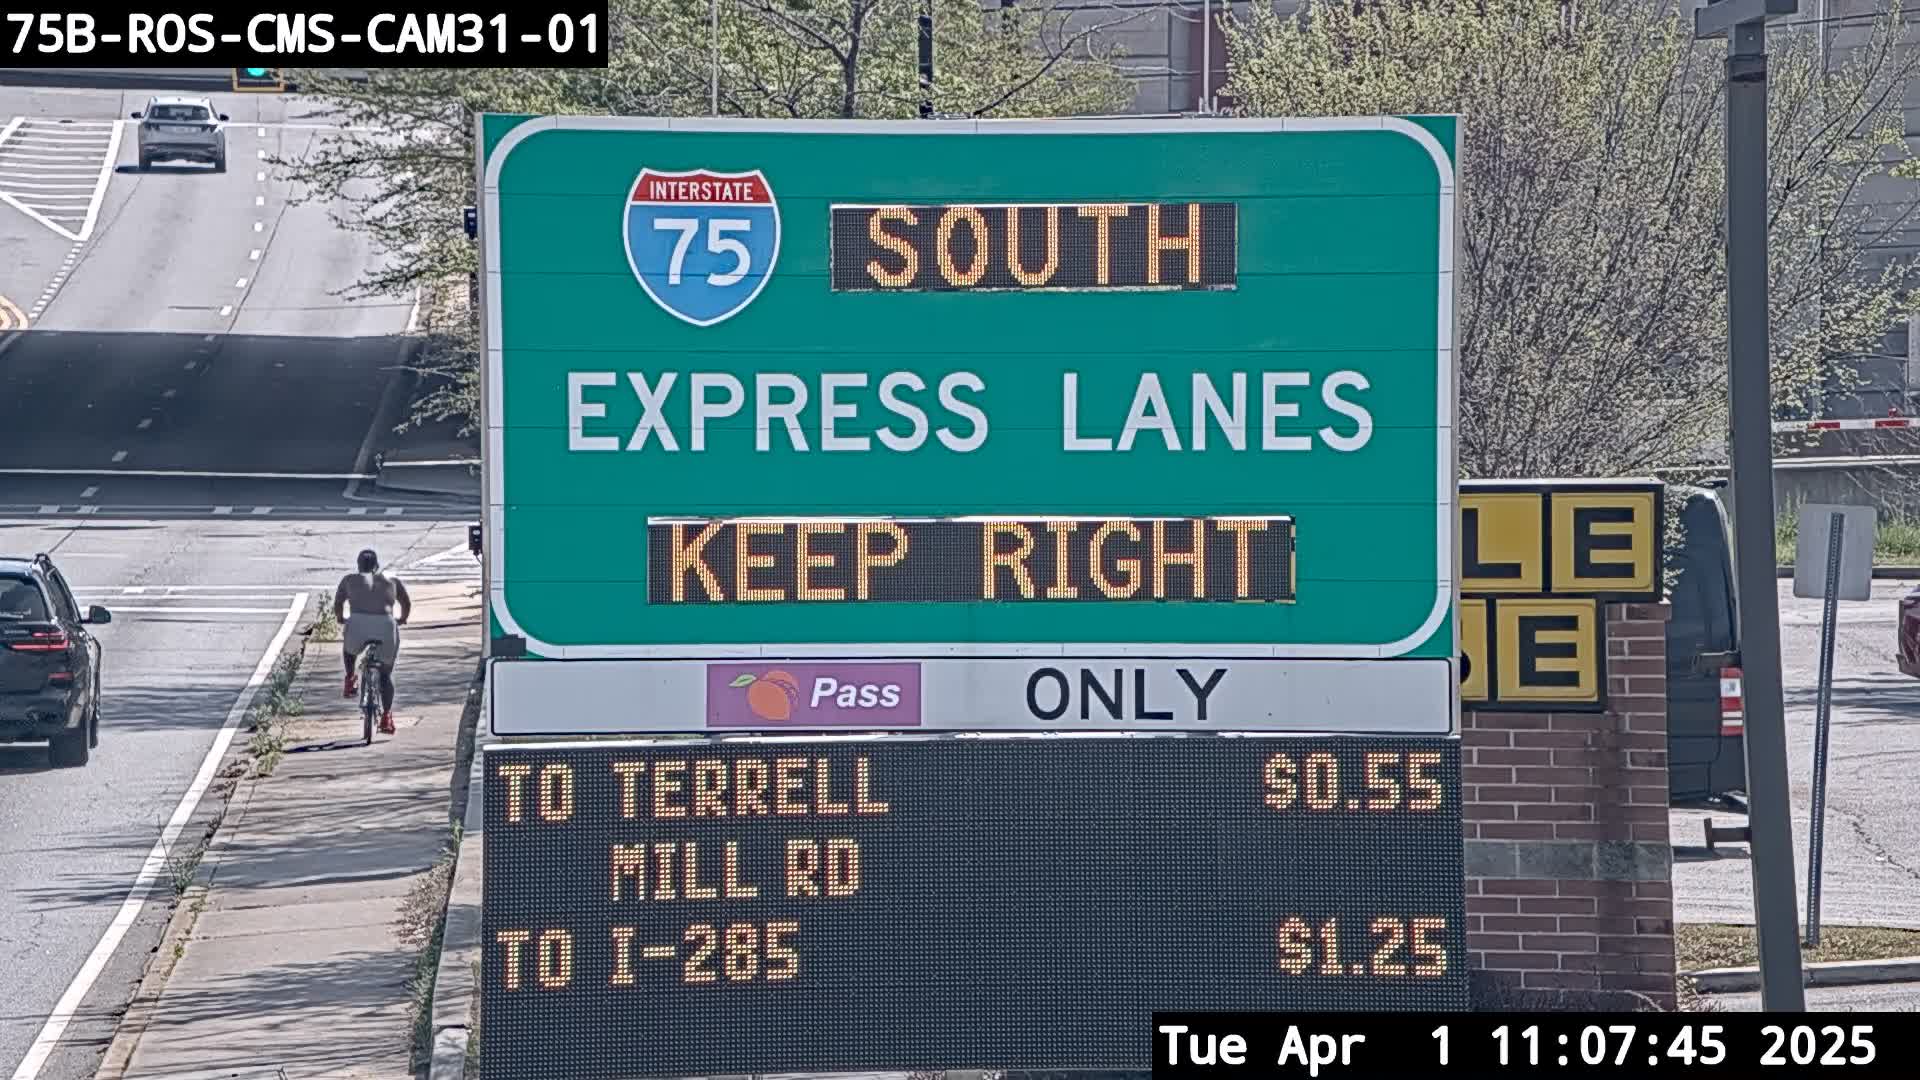 75B-ROS-CMS-CAM31-01
INTERSTATE
75
SOUTH
EXPRESS LANES
KEEP RIGHT
Pass ONLY
TO TERRELL $0.55
MILL RD
TO I-285 $1.25
LE
E
Tue Apr 1 11:07:45 2025